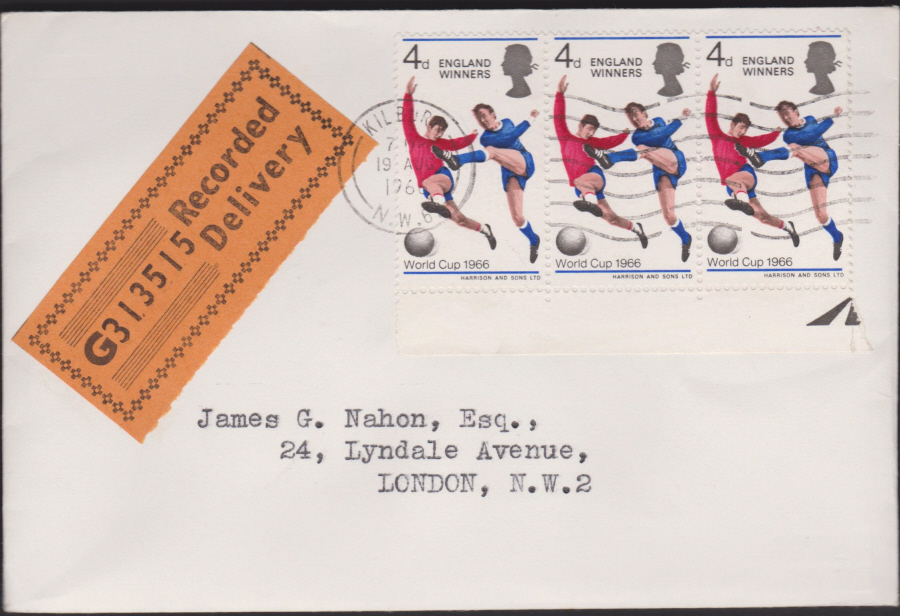 G313515 Recorded
Delivery
4d ENGLAND
WINNERS
World Cup 1966
HARRISON AND SONS LTD
4d ENGLAND
WINNERS
World Cup 1966
HARRISON AND SONS LTD
4d ENGLAND
WINNERS
World Cup 1966
HARRISON AND SONS LTD
19
N.W.6
James G. Nahon, Esq.,
24, Lyndale Avenue,
LONDON, N.W.2